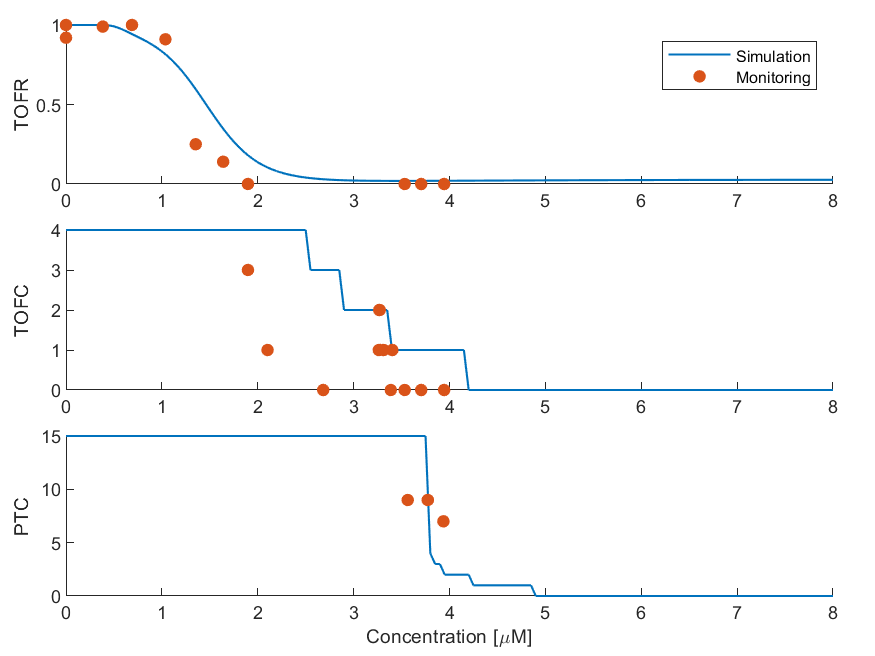 TOFR
1
0.5
0
0 1 2 3 4 5 6 7 8
Simulation
Monitoring
TOFC
4
3
2
1
0
0 1 2 3 4 5 6 7 8
PTC
15
10
5
0
0 1 2 3 4 5 6 7 8
Concentration [μM]